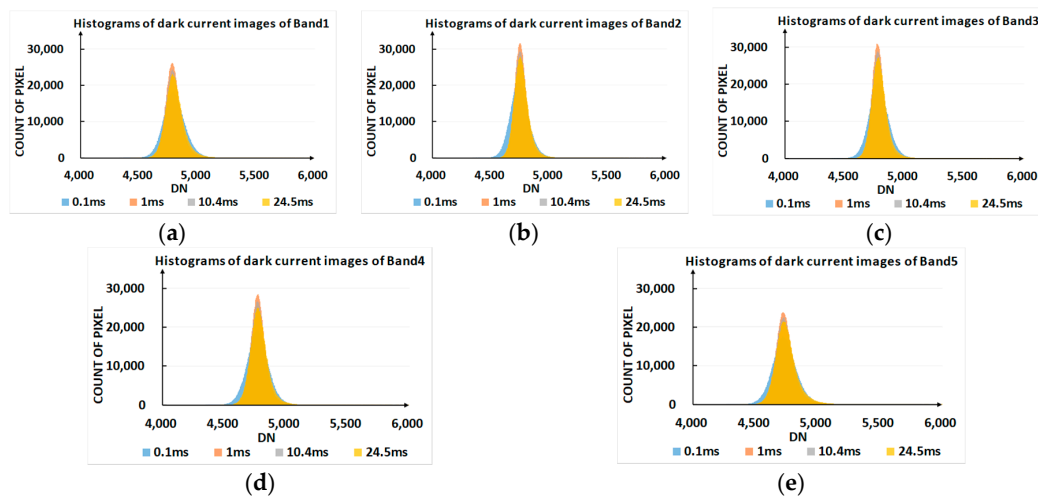 Histograms of dark current images of Band1
COUNT OF PIXEL
30,000
20,000
10,000
0
4,000 4,500 5,000 5,500 6,000
DN
0.1ms 1ms 10.4ms 24.5ms
(a)
Histograms of dark current images of Band2
COUNT OF PIXEL
30,000
20,000
10,000
0
4,000 4,500 5,000 5,500 6,000
DN
0.1ms 1ms 10.4ms 24.5ms
(b)
Histograms of dark current images of Band3
COUNT OF PIXEL
30,000
20,000
10,000
0
4,000 4,500 5,000 5,500 6,000
DN
0.1ms 1ms 10.4ms 24.5ms
(c)
Histograms of dark current images of Band4
COUNT OF PIXEL
30,000
20,000
10,000
0
4,000 4,500 5,000 5,500 6,000
DN
0.1ms 1ms 10.4ms 24.5ms
(d)
Histograms of dark current images of Band5
COUNT OF PIXEL
30,000
20,000
10,000
0
4,000 4,500 5,000 5,500 6,000
DN
0.1ms 1ms 10.4ms 24.5ms
(e)